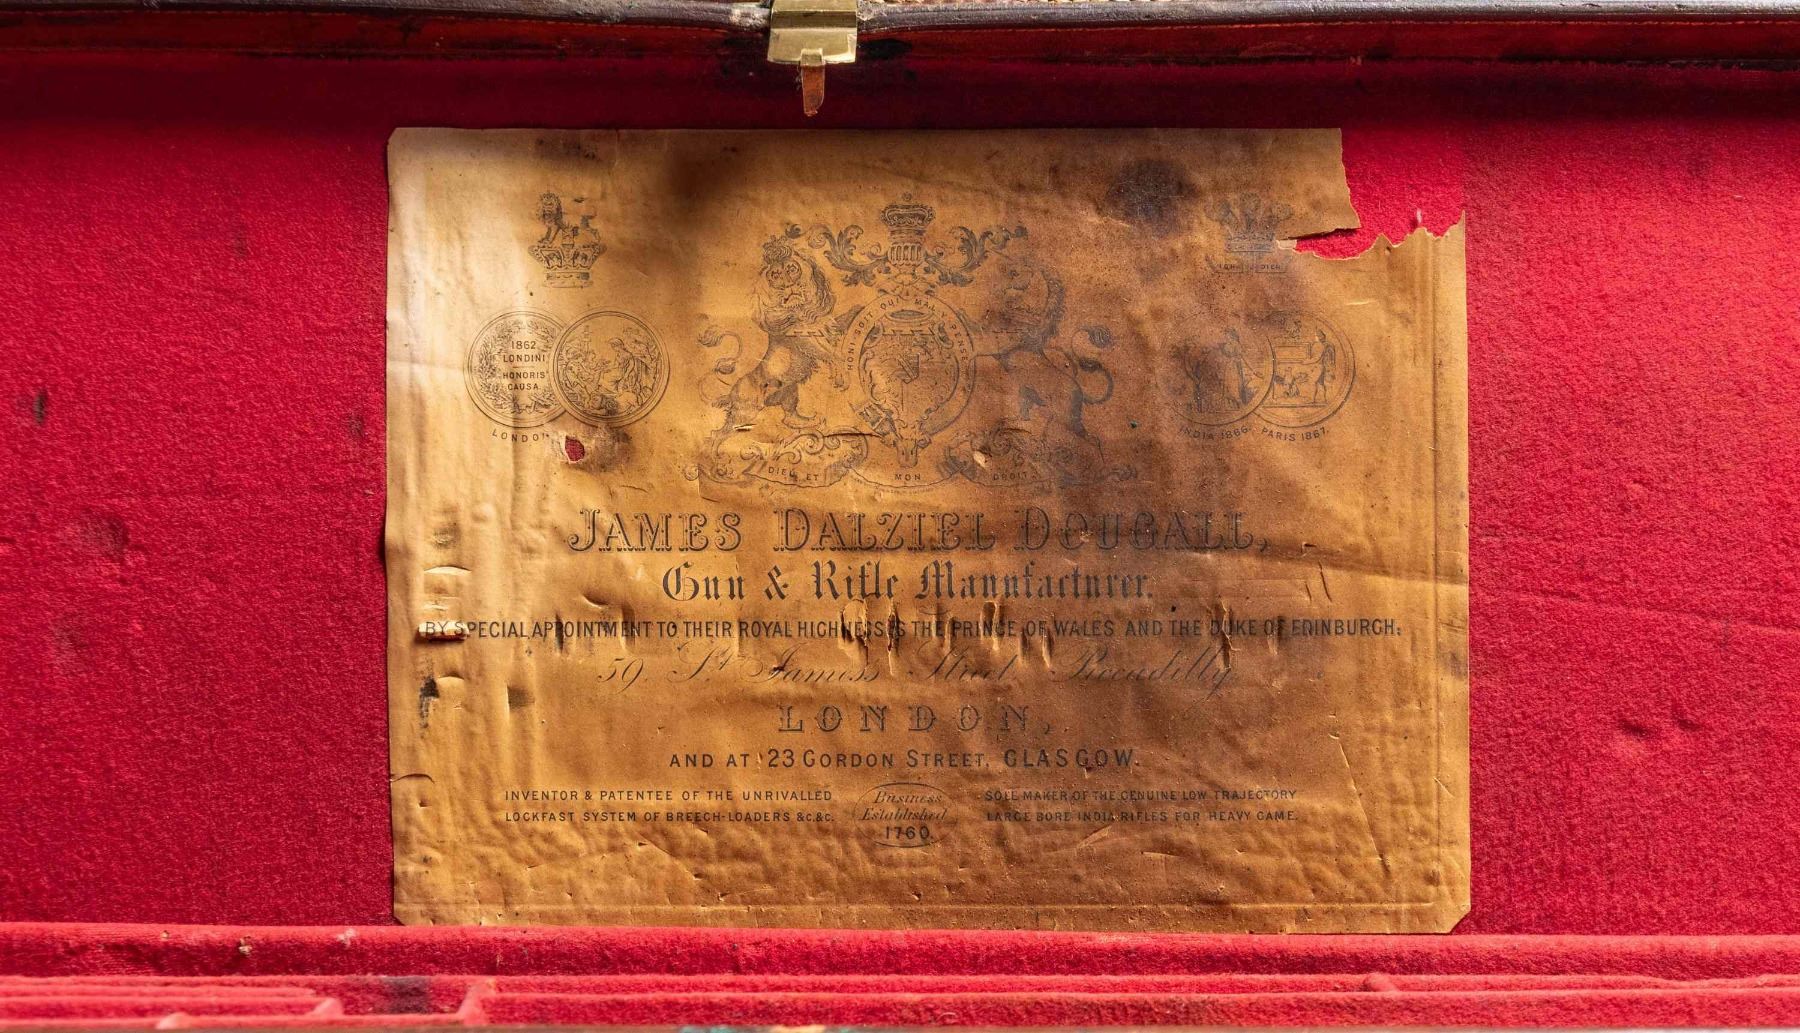 HONI SOIT QUI MAL Y PENSE
ICH DIEN
1862
LONDINI
HONORIS
CAUSA
LONDON
INDIA 1866. PARIS 1867.
DIEU ET MON DROIT
JAMES DALZIEL DOUGALL,
Gun & Rifle Manufacturer.
BY SPECIAL APPOINTMENT TO THEIR ROYAL HIGHNESSES THE PRINCE OF WALES AND THE DUKE OF EDINBURGH;
59. St. James's Street Piccadilly
LONDON,
AND AT 23 GORDON STREET, GLASGOW.
INVENTOR & PATENTEE OF THE UNRIVALLED
LOCKFAST SYSTEM OF BREECH-LOADERS &c.&c.
Business
Established
1760.
SOLE MAKER OF THE GENUINE LOW TRAJECTORY
LARGE BORE INDIA RIFLES FOR HEAVY GAME.